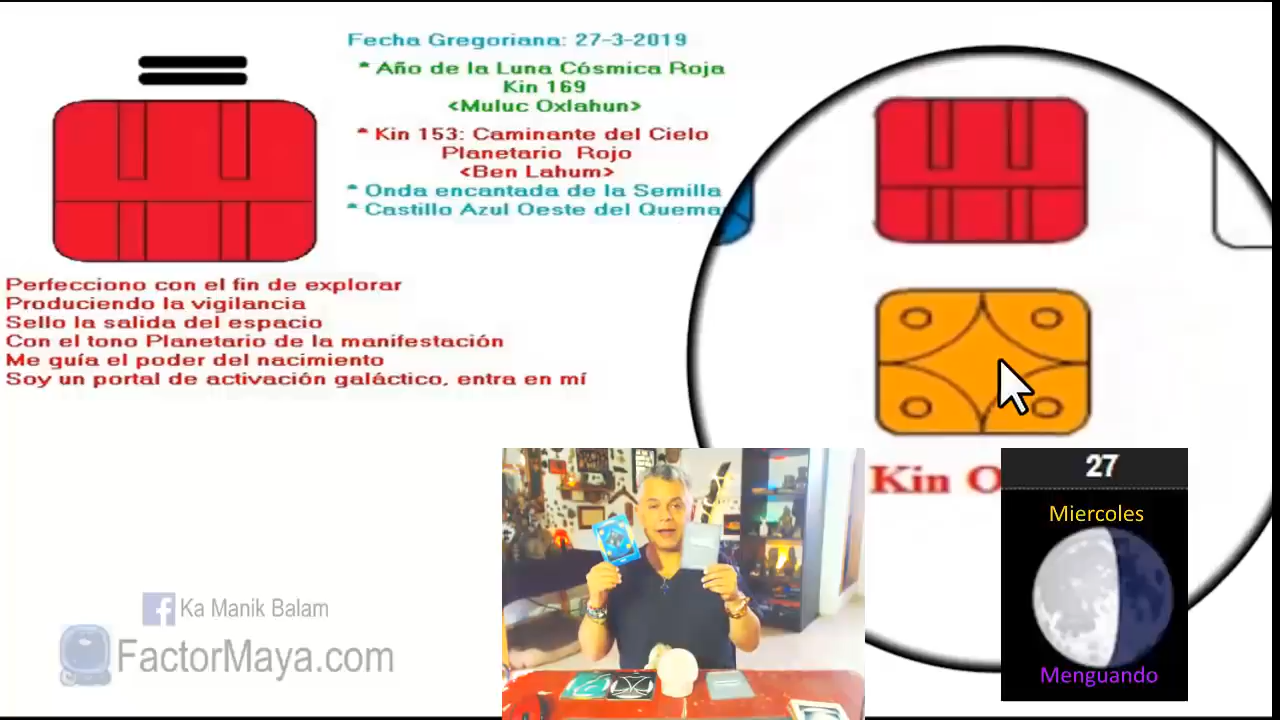 Fecha Gregoriana: 27-3-2019
* Año de la Luna Cósmica Roja
Kin 169
<Muluc Oxlahun>
* Kin 153: Caminante del Cielo
Planetario Rojo
<Ben Lahum>
* Onda encantada de la Semilla
* Castillo Azul Oeste del Quema
Perfecciono con el fin de explorar
Produciendo la vigilancia
Sello la salida del espacio
Con el tono Planetario de la manifestación
Me guía el poder del nacimiento
Soy un portal de activación galáctico, entra en mí
Kin O
27
Miercoles
Menguando
f Ka Manik Balam
FactorMaya.com